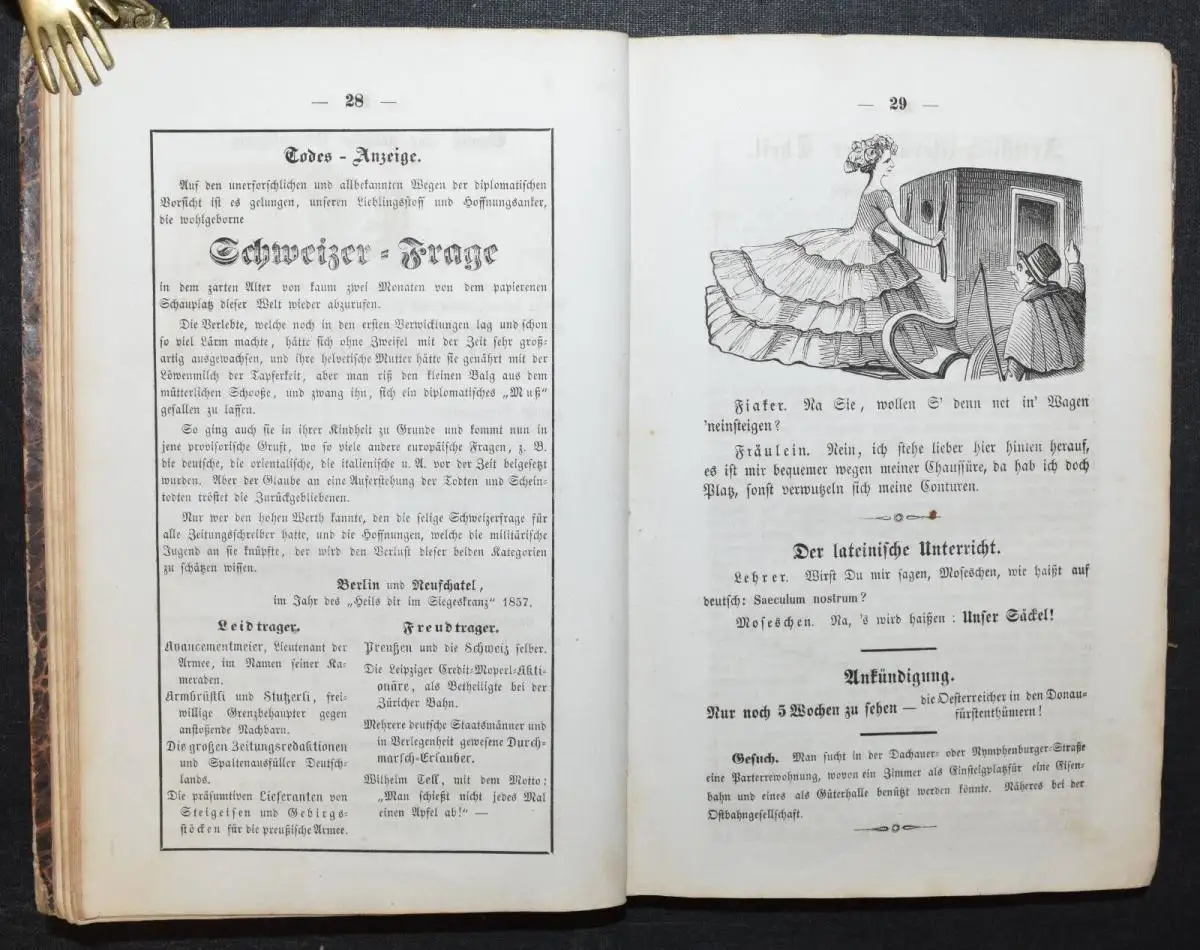 — 28 —
Todes-Anzeige.
Auf den unerforschlichen und allbekannten Wegen der diplomatischen
Vorsicht ist es gelungen, unseren Lieblingsstoff und Hoffnungsanker,
die wohlgeborne
Schweizer-Frage
in dem zarten Alter von kaum zwei Monaten von dem papierenen
Schauplatz dieser Welt wieder abzurufen.
Die Verlebte, welche noch in den ersten Verwicklungen lag und schon
so viel Lärm machte, hätte sich ohne Zweifel mit der Zeit sehr groß-
artig ausgewachsen, und ihre helvetische Mutter hätte sie genährt mit der
Löwenmilch der Tapferkeit, aber man riß den kleinen Balg aus dem
mütterlichen Schooße, und zwang ihn, sich ein diplomatisches „Muß“
gefallen zu lassen.
So ging auch sie in ihrer Kindheit zu Grunde und kommt nun in
jene provisorische Gruft, wo so viele andere europäische Fragen, z. B.
die deutsche, die orientalische, die italienische u. A. vor der Zeit beigesetzt
wurden. Aber der Glaube an eine Auferstehung der Todten und Schein-
todten tröstet die Zurückgebliebenen.
Nur wer den hohen Werth kannte, den die selige Schweizerfrage für
alle Zeitungsschreiber hatte, und die Hoffnungen, welche die militärische
Jugend an sie knüpfte, der wird den Verlust dieser beiden Kategorien
zu schätzen wissen.
Berlin und Neufchatel,
im Jahr des „Heils dir im Siegeskranz“ 1857.
Leidtrager.
Avancementmeier, Lieutenant der
Armee, im Namen seiner Ka-
meraden.
Armbrüstli und Stutzerli, frei-
willige Grenzbehaupter gegen
anstoßende Nachbarn.
Die großen Zeitungsredaktionen
und Spaltenausfüller Deutsch-
lands.
Die präsumtiven Lieferanten von
Steigeisen und Gebirgs-
stöcken für die preußische Armee.
Freudtrager.
Preußen und die Schweiz selber.
Die Leipziger Credit-Moperl-Akti-
onäre, als Betheiligte bei der
Züricher Bahn.
Mehrere deutsche Staatsmänner und
in Verlegenheit gewesene Durch-
marsch-Erlauber.
Wilhelm Tell, mit dem Motto:
„Man schießt nicht jedes Mal
einen Apfel ab!“ —
— 29 —
Fiaker. Na Sie, wollen S' denn net in' Wagen
'neinsteigen?
Fräulein. Nein, ich stehe lieber hier hinten herauf,
es ist mir bequemer wegen meiner Chaussüre, da hab ich doch
Platz, sonst verwutzeln sich meine Conturen.
Der lateinische Unterricht.
Lehrer. Wirst Du mir sagen, Moseschen, wie haißt auf
deutsch: Saeculum nostrum?
Moseschen. Na, 's wird haißen: Unser Säckel!
Ankündigung.
Nur noch 5 Wochen zu sehen — die Oesterreicher in den Donau-
fürstenthümern!
Gesuch. Man sucht in der Dachauer- oder Nymphenburger-Straße
eine Parterrewohnung, wovon ein Zimmer als Einsteigplatz für eine Eisen-
bahn und eines als Güterhalle benützt werden könnte. Näheres bei der
Ostbahngesellschaft.